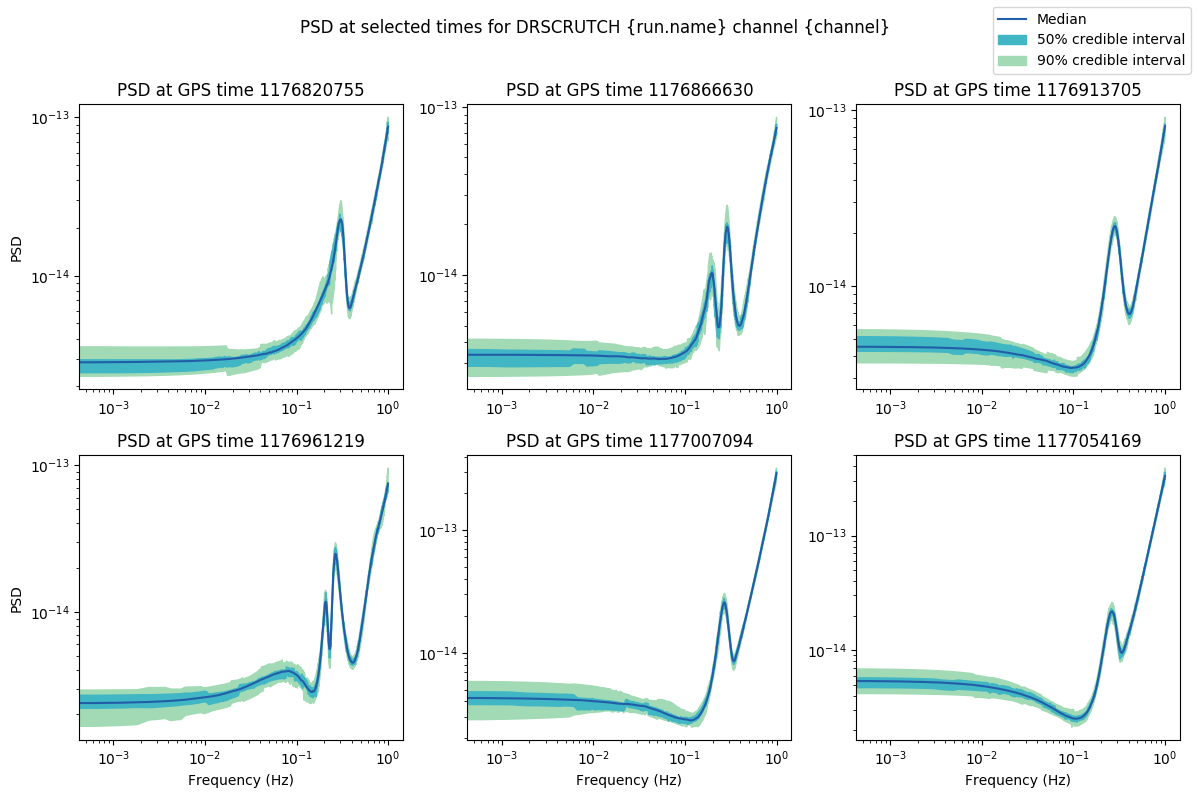 PSD at selected times for DRSCRUTCH {run.name} channel {channel}
Median
50% credible interval
90% credible interval
PSD at GPS time 1176820755
PSD at GPS time 1176866630
PSD at GPS time 1176913705
PSD
10⁻¹³
10⁻¹⁴
10⁻¹³
10⁻¹⁴
10⁻¹³
10⁻¹⁴
10⁻³ 10⁻² 10⁻¹ 10⁰
10⁻³ 10⁻² 10⁻¹ 10⁰
10⁻³ 10⁻² 10⁻¹ 10⁰
PSD at GPS time 1176961219
PSD at GPS time 1177007094
PSD at GPS time 1177054169
PSD
10⁻¹³
10⁻¹⁴
10⁻¹³
10⁻¹⁴
10⁻¹³
10⁻¹⁴
10⁻³ 10⁻² 10⁻¹ 10⁰
10⁻³ 10⁻² 10⁻¹ 10⁰
10⁻³ 10⁻² 10⁻¹ 10⁰
Frequency (Hz)
Frequency (Hz)
Frequency (Hz)